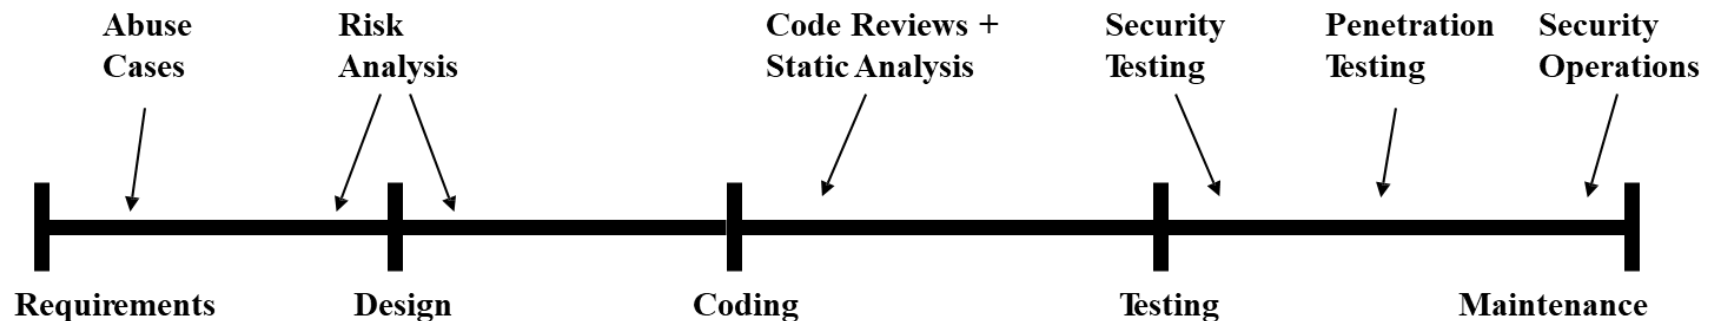 Abuse
Cases
Risk
Analysis
Code Reviews +
Static Analysis
Security
Testing
Penetration
Testing
Security
Operations
Requirements
Design
Coding
Testing
Maintenance